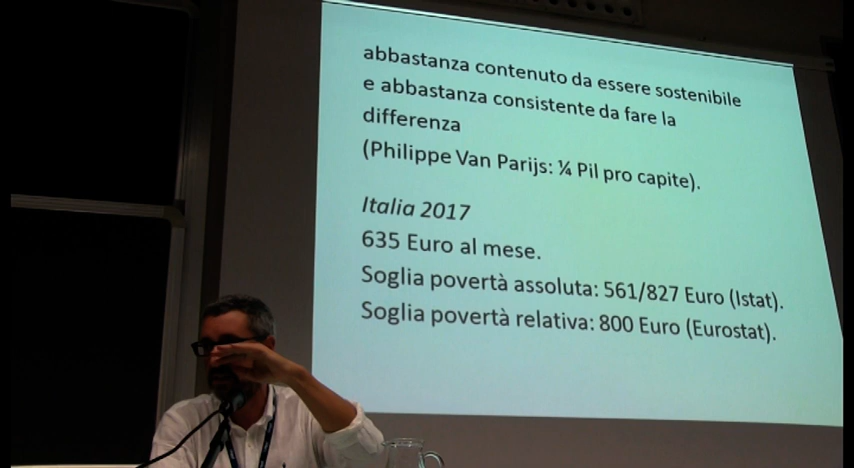 abbastanza contenuto da essere sostenibile
e abbastanza consistente da fare la
differenza
(Philippe Van Parijs: ¼ Pil pro capite).
Italia 2017
635 Euro al mese.
Soglia povertà assoluta: 561/827 Euro (Istat).
Soglia povertà relativa: 800 Euro (Eurostat).